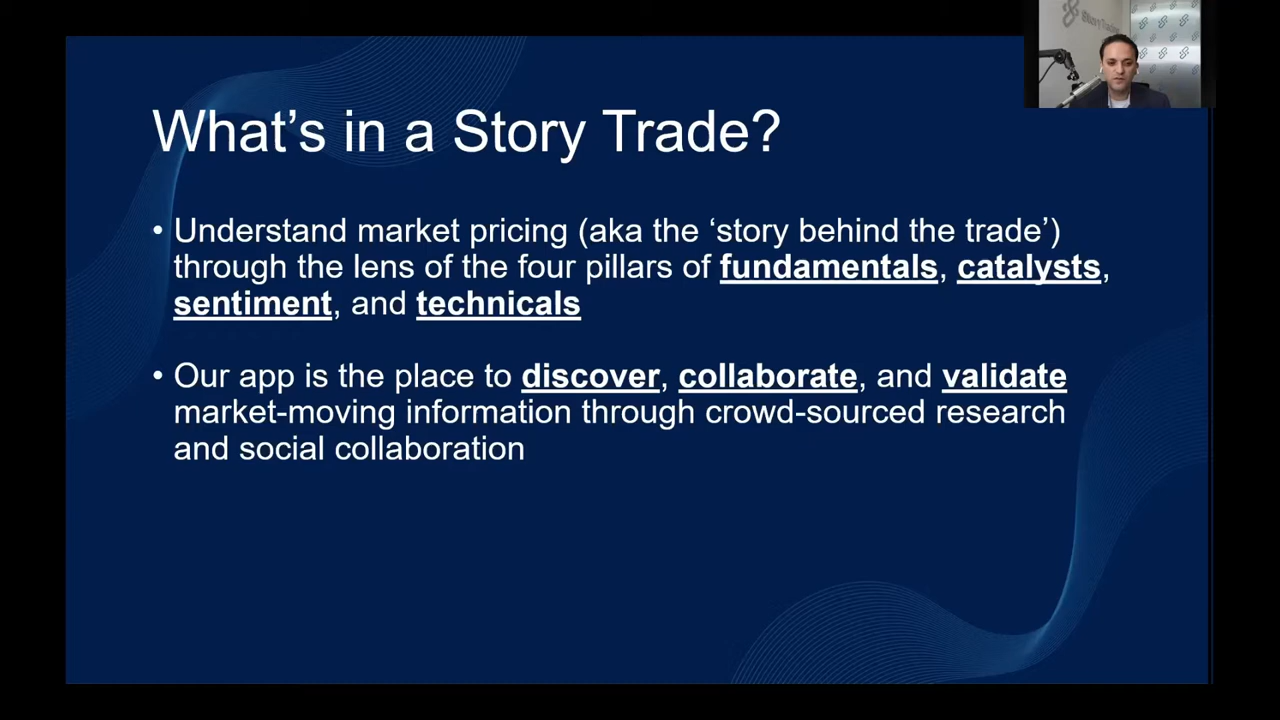 What’s in a Story Trade?
• Understand market pricing (aka the ‘story behind the trade’)
through the lens of the four pillars of fundamentals, catalysts,
sentiment, and technicals
• Our app is the place to discover, collaborate, and validate
market-moving information through crowd-sourced research
and social collaboration